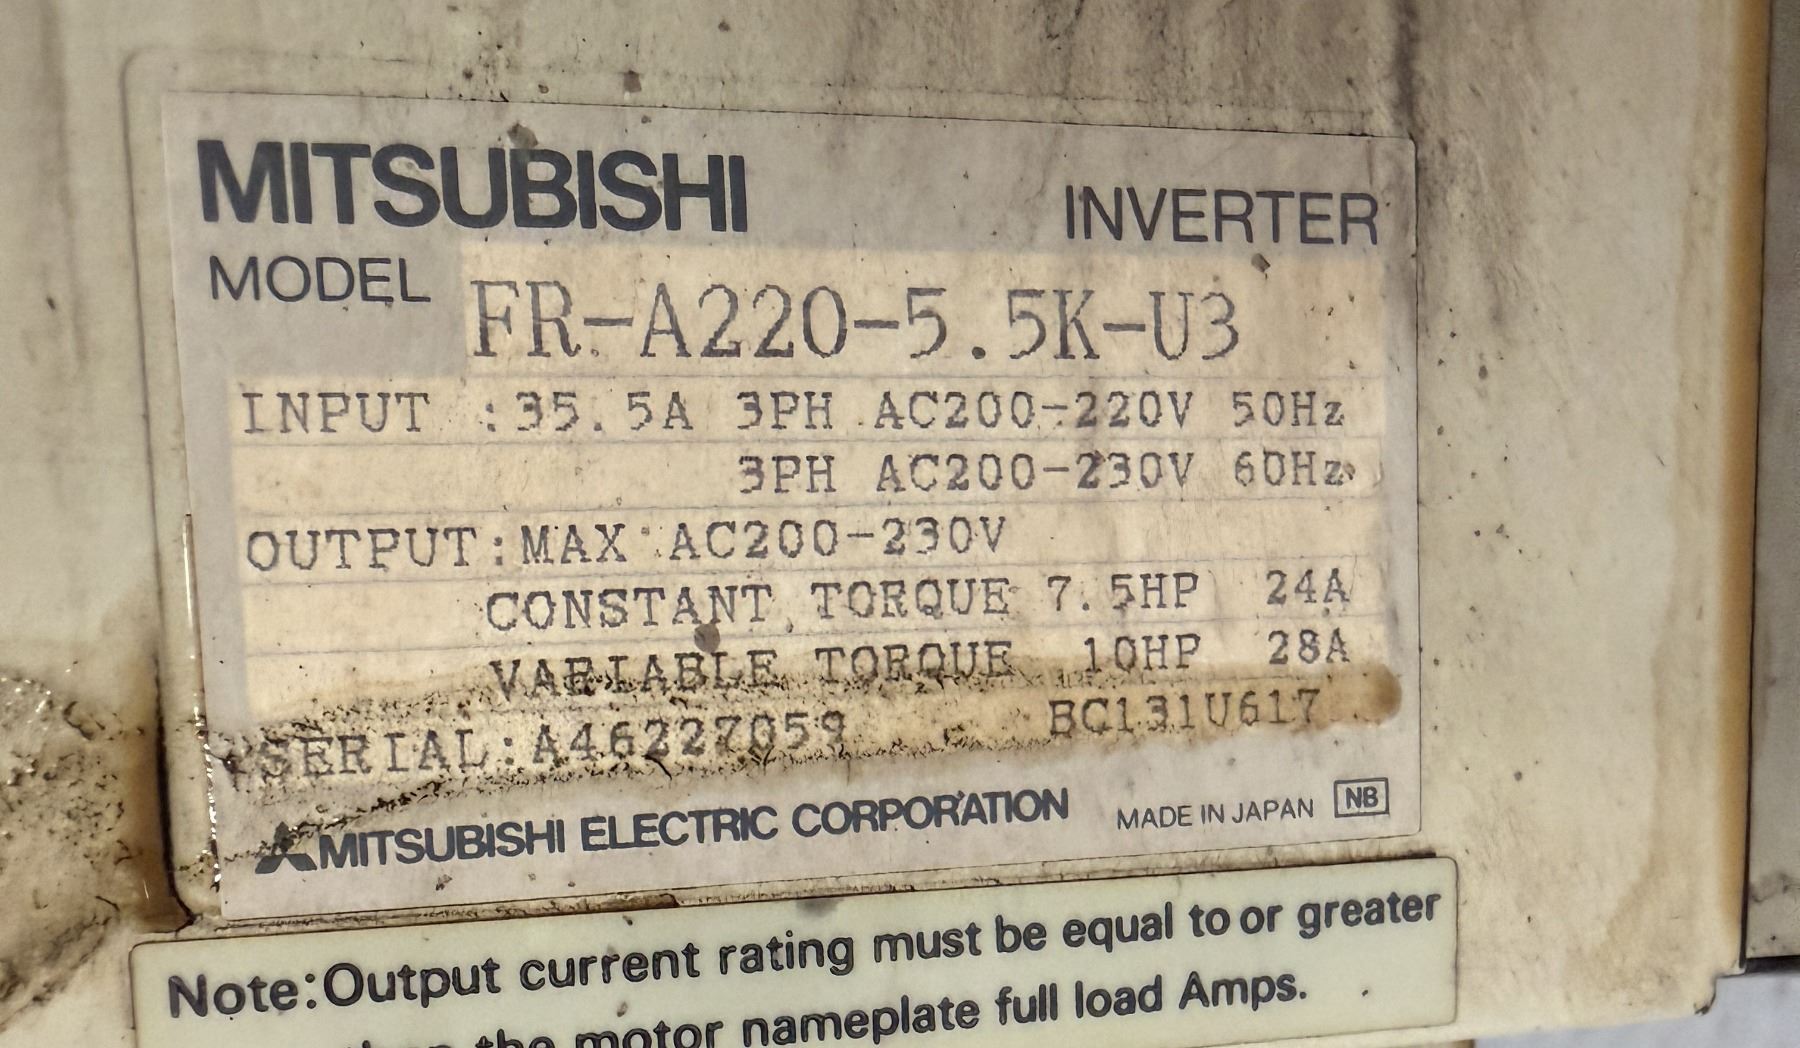 MITSUBISHI INVERTER
MODEL FR-A220-5.5K-U3
INPUT :35.5A 3PH AC200-220V 50Hz
3PH AC200-230V 60Hz
OUTPUT:MAX AC200-230V
CONSTANT TORQUE 7.5HP 24A
VARIABLE TORQUE 10HP 28A
SERIAL:A46227059 BC131U617
MITSUBISHI ELECTRIC CORPORATION MADE IN JAPAN NB
Note:Output current rating must be equal to or greater
than the motor nameplate full load Amps.